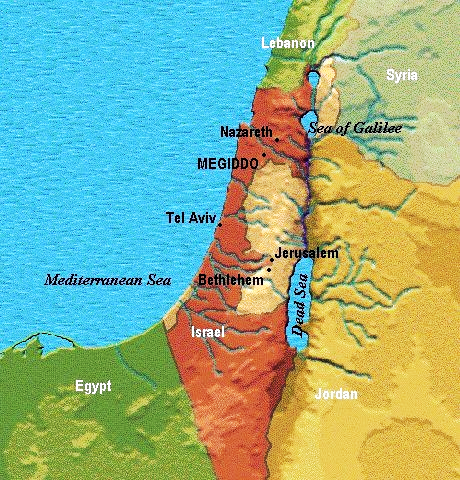 Lebanon
Syria
Sea of Galilee
Nazareth
MEGIDDO
Tel Aviv
Jerusalem
Mediterranean Sea
Bethlehem
Dead Sea
Israel
Egypt
Jordan